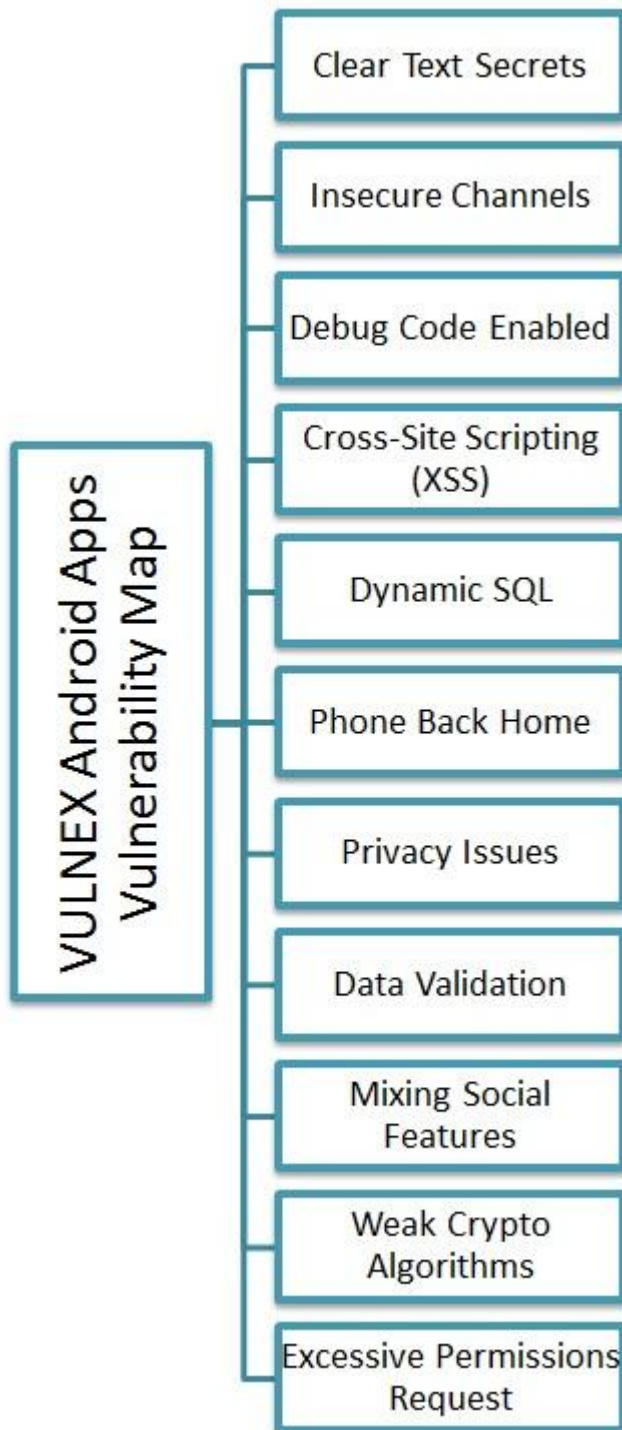 VULNEX Android Apps
Vulnerability Map
Clear Text Secrets
Insecure Channels
Debug Code Enabled
Cross-Site Scripting
(XSS)
Dynamic SQL
Phone Back Home
Privacy Issues
Data Validation
Mixing Social
Features
Weak Crypto
Algorithms
Excessive Permissions
Request